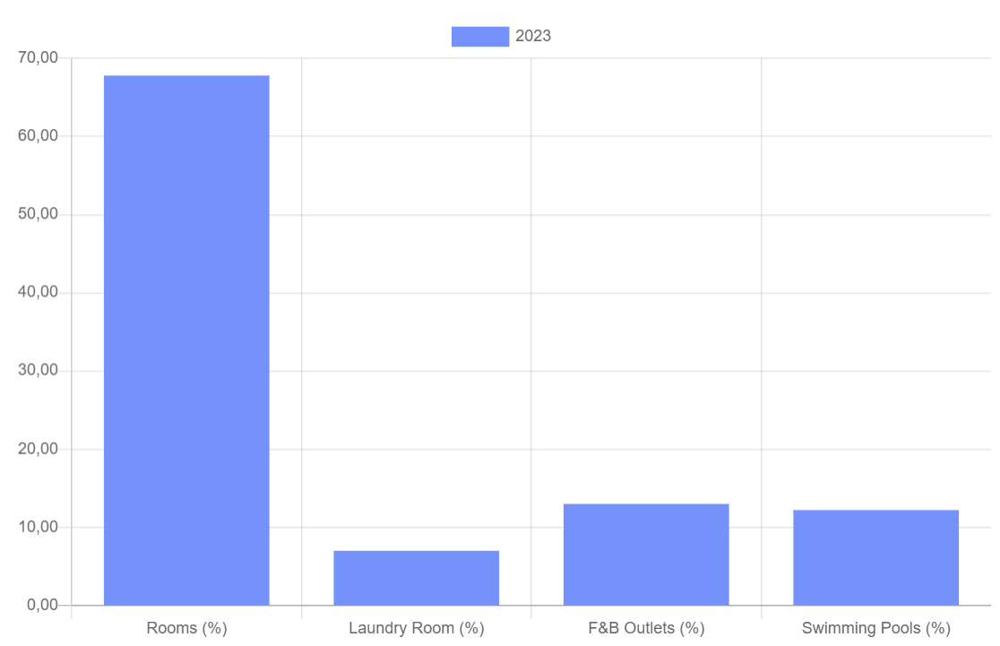 2023
70,00
60,00
50,00
40,00
30,00
20,00
10,00
0,00
Rooms (%)
Laundry Room (%)
F&B Outlets (%)
Swimming Pools (%)